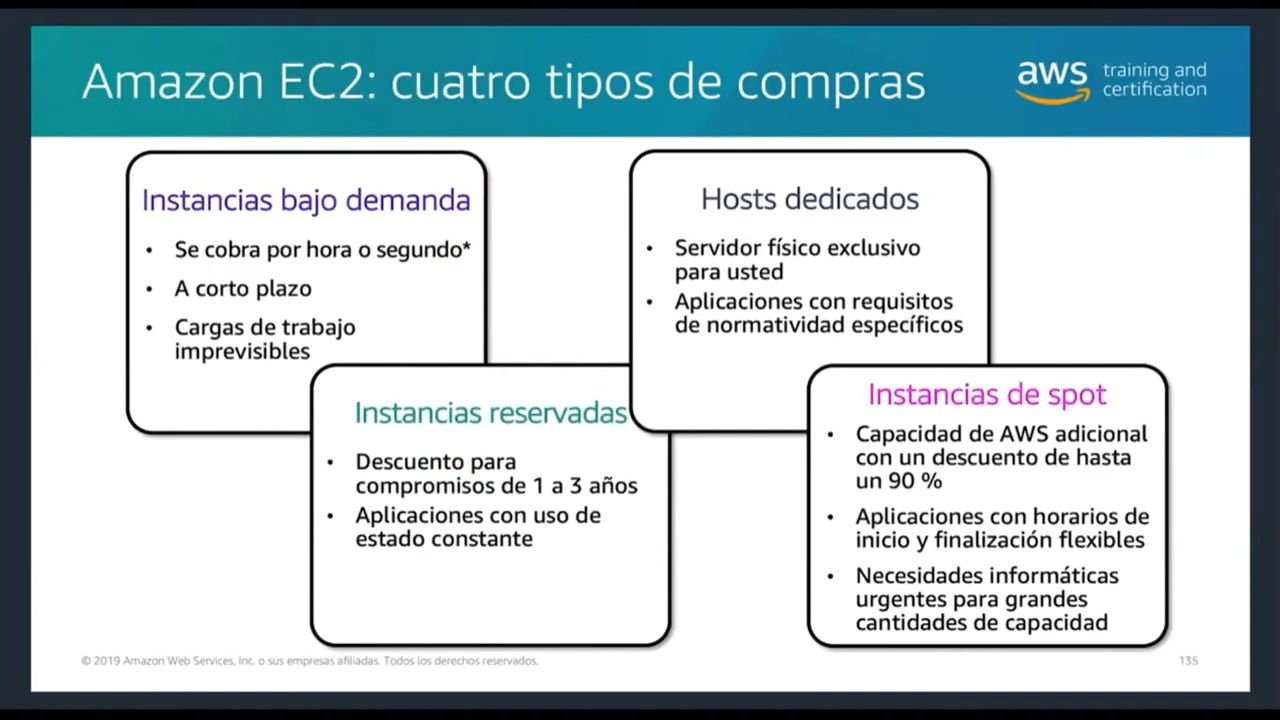 Amazon EC2: cuatro tipos de compras
aws training and
certification
Instancias bajo demanda
• Se cobra por hora o segundo*
• A corto plazo
• Cargas de trabajo
imprevisibles
Instancias reservadas
• Descuento para
compromisos de 1 a 3 años
• Aplicaciones con uso de
estado constante
Hosts dedicados
• Servidor físico exclusivo
para usted
• Aplicaciones con requisitos
de normatividad específicos
Instancias de spot
• Capacidad de AWS adicional
con un descuento de hasta
un 90 %
• Aplicaciones con horarios de
inicio y finalización flexibles
• Necesidades informáticas
urgentes para grandes
cantidades de capacidad
© 2019 Amazon Web Services, Inc. o sus empresas afiliadas. Todos los derechos reservados.
135